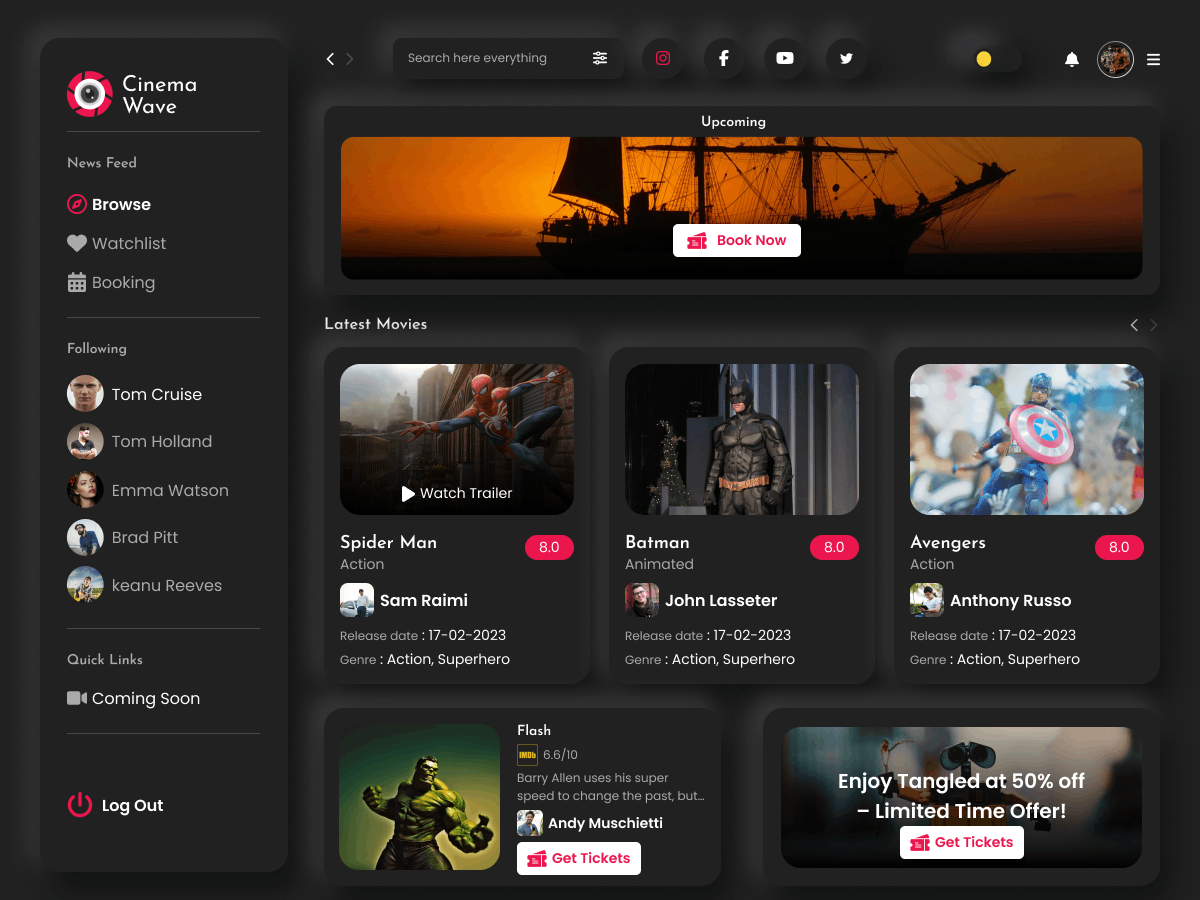 Cinema
Wave
News Feed
Browse
Watchlist
Booking
Following
Tom Cruise
Tom Holland
Emma Watson
Brad Pitt
keanu Reeves
Quick Links
Coming Soon
Log Out
Search here everything
Upcoming
Book Now
Latest Movies
Watch Trailer
Spider Man
8.0
Action
Sam Raimi
Release date : 17-02-2023
Genre : Action, Superhero
Batman
8.0
Animated
John Lasseter
Release date : 17-02-2023
Genre : Action, Superhero
Avengers
8.0
Action
Anthony Russo
Release date : 17-02-2023
Genre : Action, Superhero
Flash
IMDb 6.6/10
Barry Allen uses his super
speed to change the past, but...
Andy Muschietti
Get Tickets
Enjoy Tangled at 50% off
– Limited Time Offer!
Get Tickets